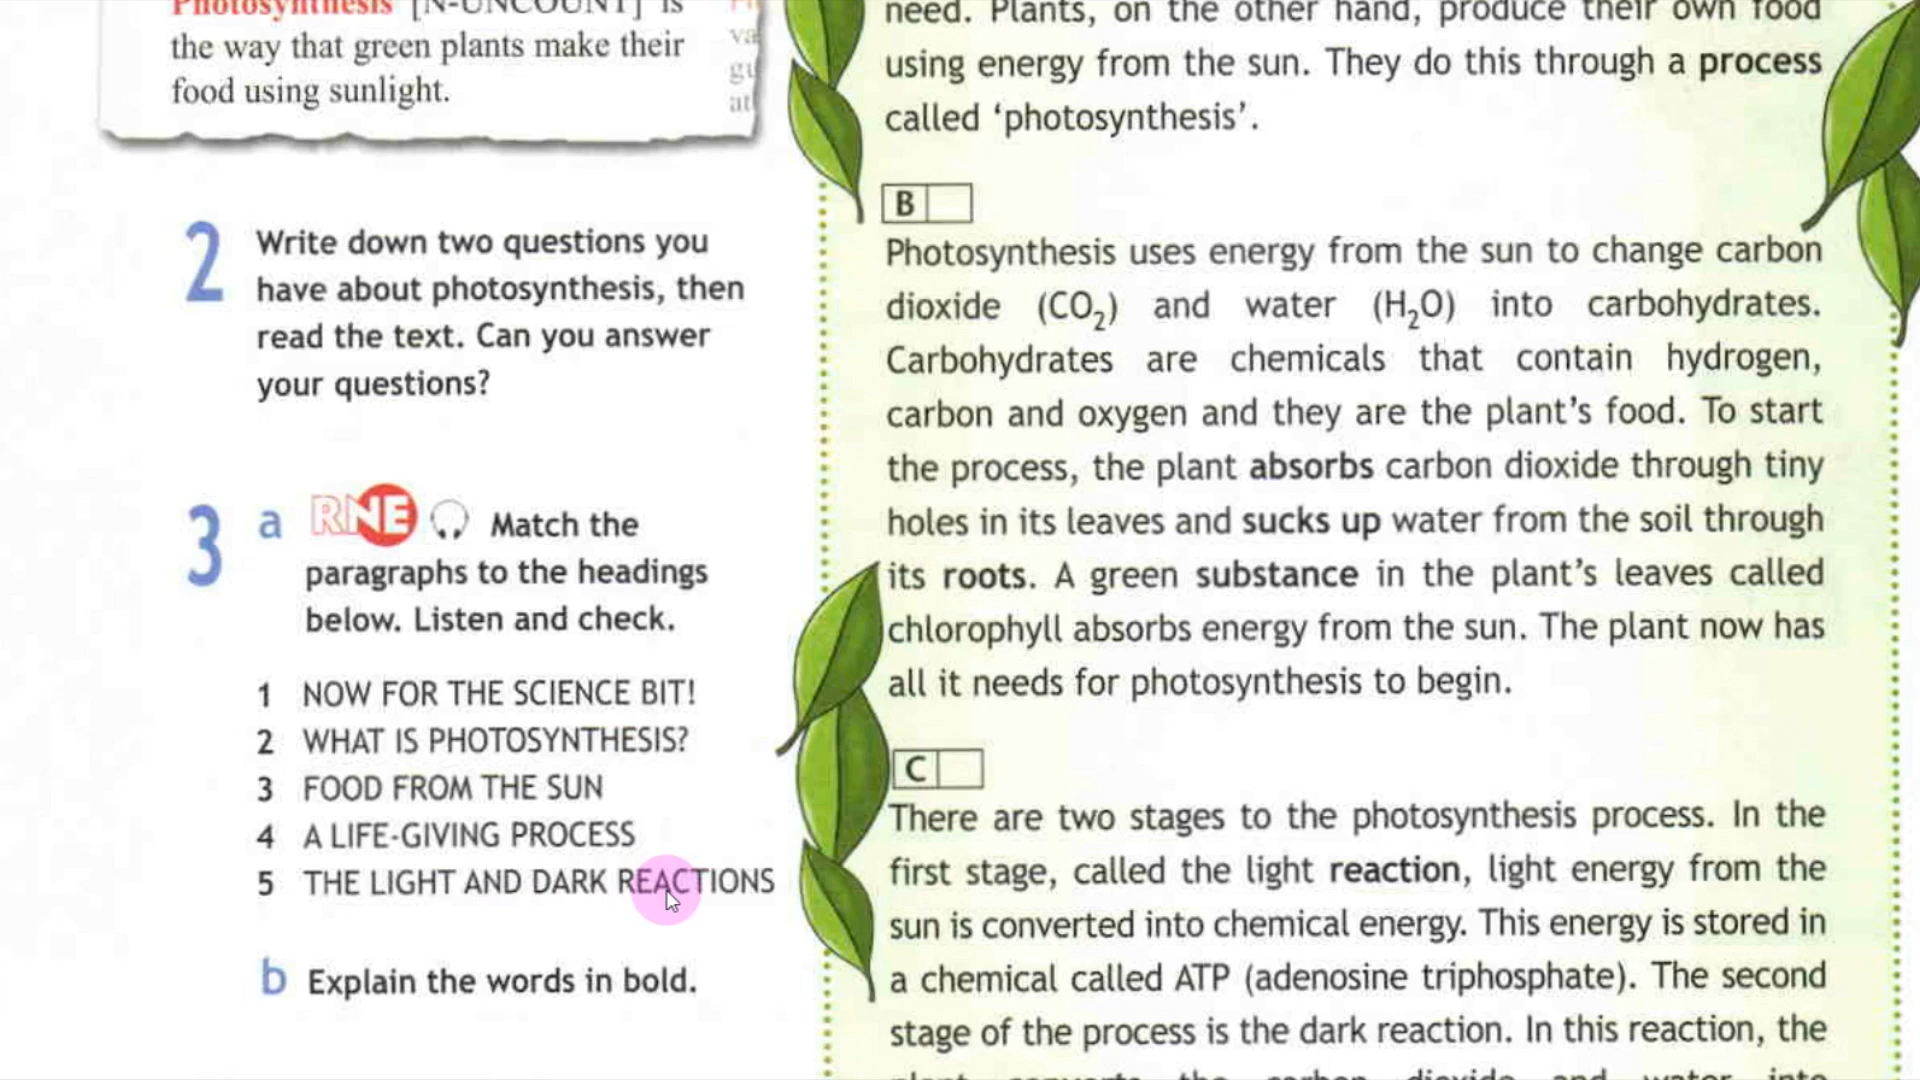 Photosynthesis [N-UNCOUNT] is
the way that green plants make their
food using sunlight.
va
gu
at
2 Write down two questions you
have about photosynthesis, then
read the text. Can you answer
your questions?
3 a RNE Match the
paragraphs to the headings
below. Listen and check.
1 NOW FOR THE SCIENCE BIT!
2 WHAT IS PHOTOSYNTHESIS?
3 FOOD FROM THE SUN
4 A LIFE-GIVING PROCESS
5 THE LIGHT AND DARK REACTIONS
b Explain the words in bold.
need. Plants, on the other hand, produce their own food
using energy from the sun. They do this through a process
called ‘photosynthesis’.
B
Photosynthesis uses energy from the sun to change carbon
dioxide (CO₂) and water (H₂O) into carbohydrates.
Carbohydrates are chemicals that contain hydrogen,
carbon and oxygen and they are the plant’s food. To start
the process, the plant absorbs carbon dioxide through tiny
holes in its leaves and sucks up water from the soil through
its roots. A green substance in the plant’s leaves called
chlorophyll absorbs energy from the sun. The plant now has
all it needs for photosynthesis to begin.
C
There are two stages to the photosynthesis process. In the
first stage, called the light reaction, light energy from the
sun is converted into chemical energy. This energy is stored in
a chemical called ATP (adenosine triphosphate). The second
stage of the process is the dark reaction. In this reaction, the
plant converts the carbon dioxide and water into